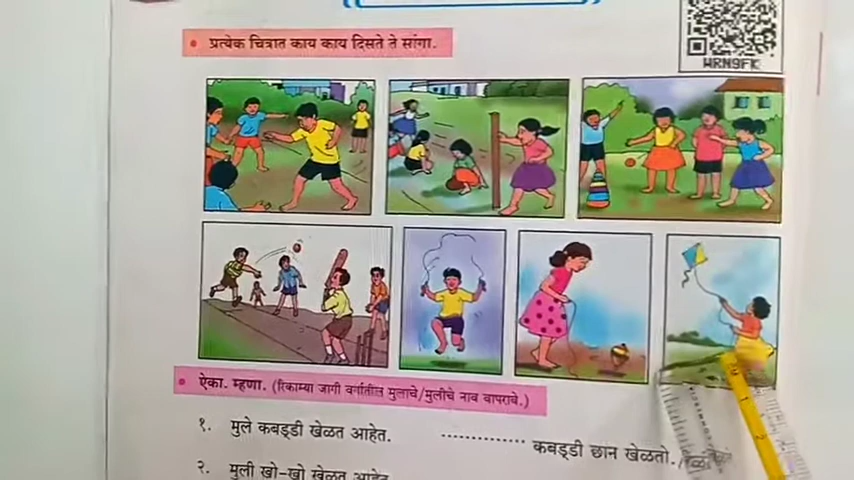 WRN9FK
प्रत्येक चित्रात काय काय दिसते ते सांगा.
ऐका. म्हणा. (रिकाम्या जागी वर्गातील मुलाचे/मुलीचे नाव वापरावे.)
१. मुले कबड्डी खेळत आहेत. .................... कबड्डी छान खेळतो.
२. मुली खो-खो खेळत आहेत